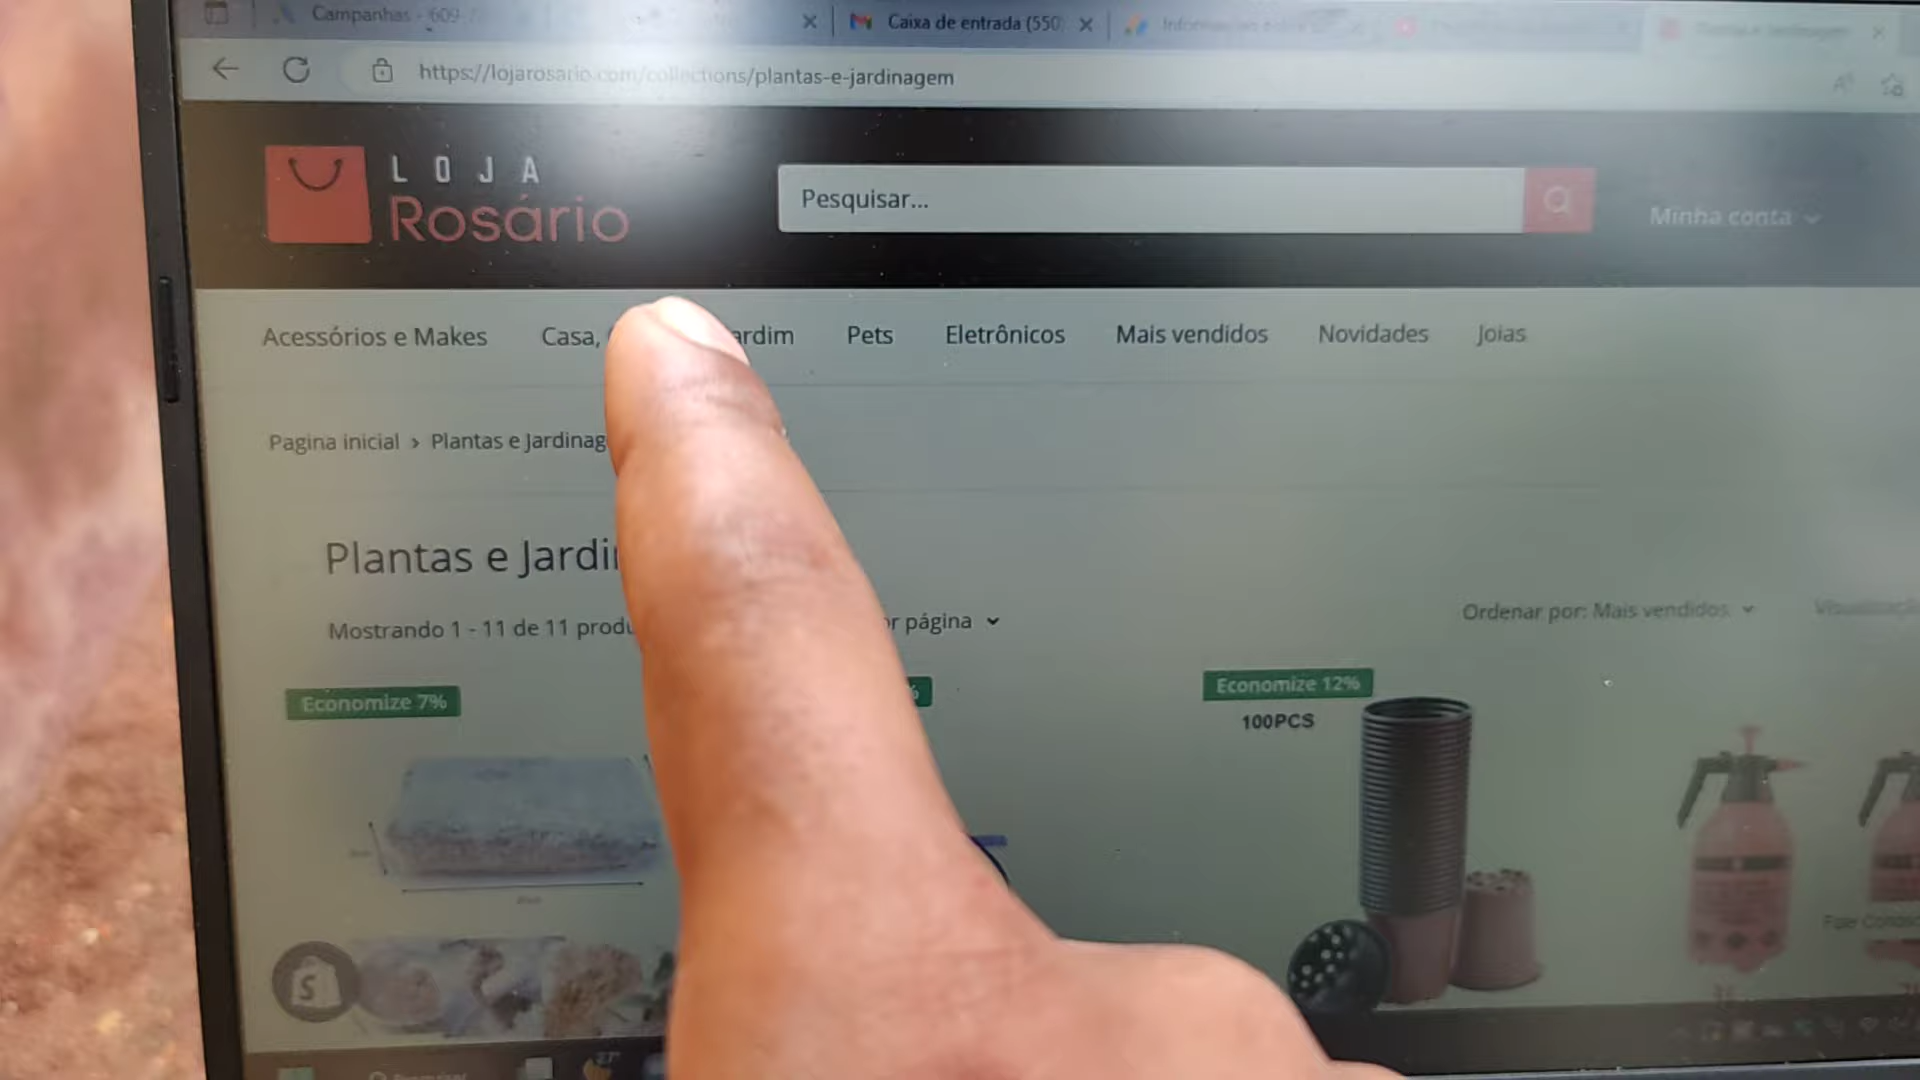 Campanhas - 609-
Caixa de entrada (550
https://lojarosario.com/collections/plantas-e-jardinagem
LOJA
Rosário
Pesquisar...
Minha conta
Acessórios e Makes Casa, ardim Pets Eletrônicos Mais vendidos Novidades Joias
Pagina inicial > Plantas e Jardinag
Plantas e Jardi
Mostrando 1 - 11 de 11 produ r página
Ordenar por: Mais vendidos
Economize 7%
%
Economize 12%
100PCS